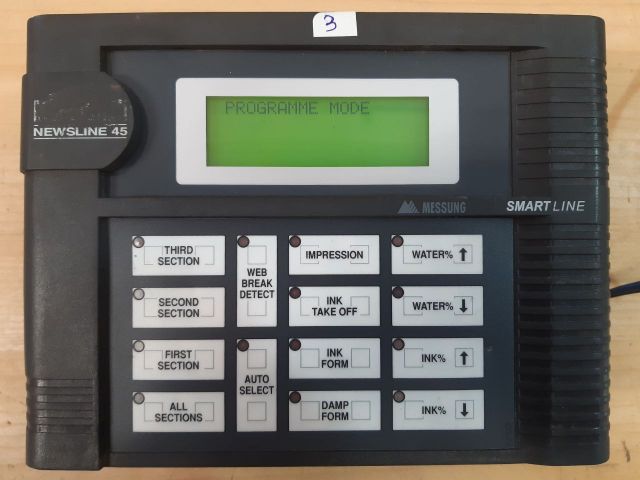 3
PROGRAMME MODE
NEWSLINE 45
MESSUNG
SMARTLINE
THIRD
SECTION
WEB
BREAK
DETECT
IMPRESSION
WATER% ↑
SECOND
SECTION
INK
TAKE OFF
WATER% ↓
FIRST
SECTION
AUTO
SELECT
INK
FORM
INK% ↑
ALL
SECTIONS
DAMP
FORM
INK% ↓